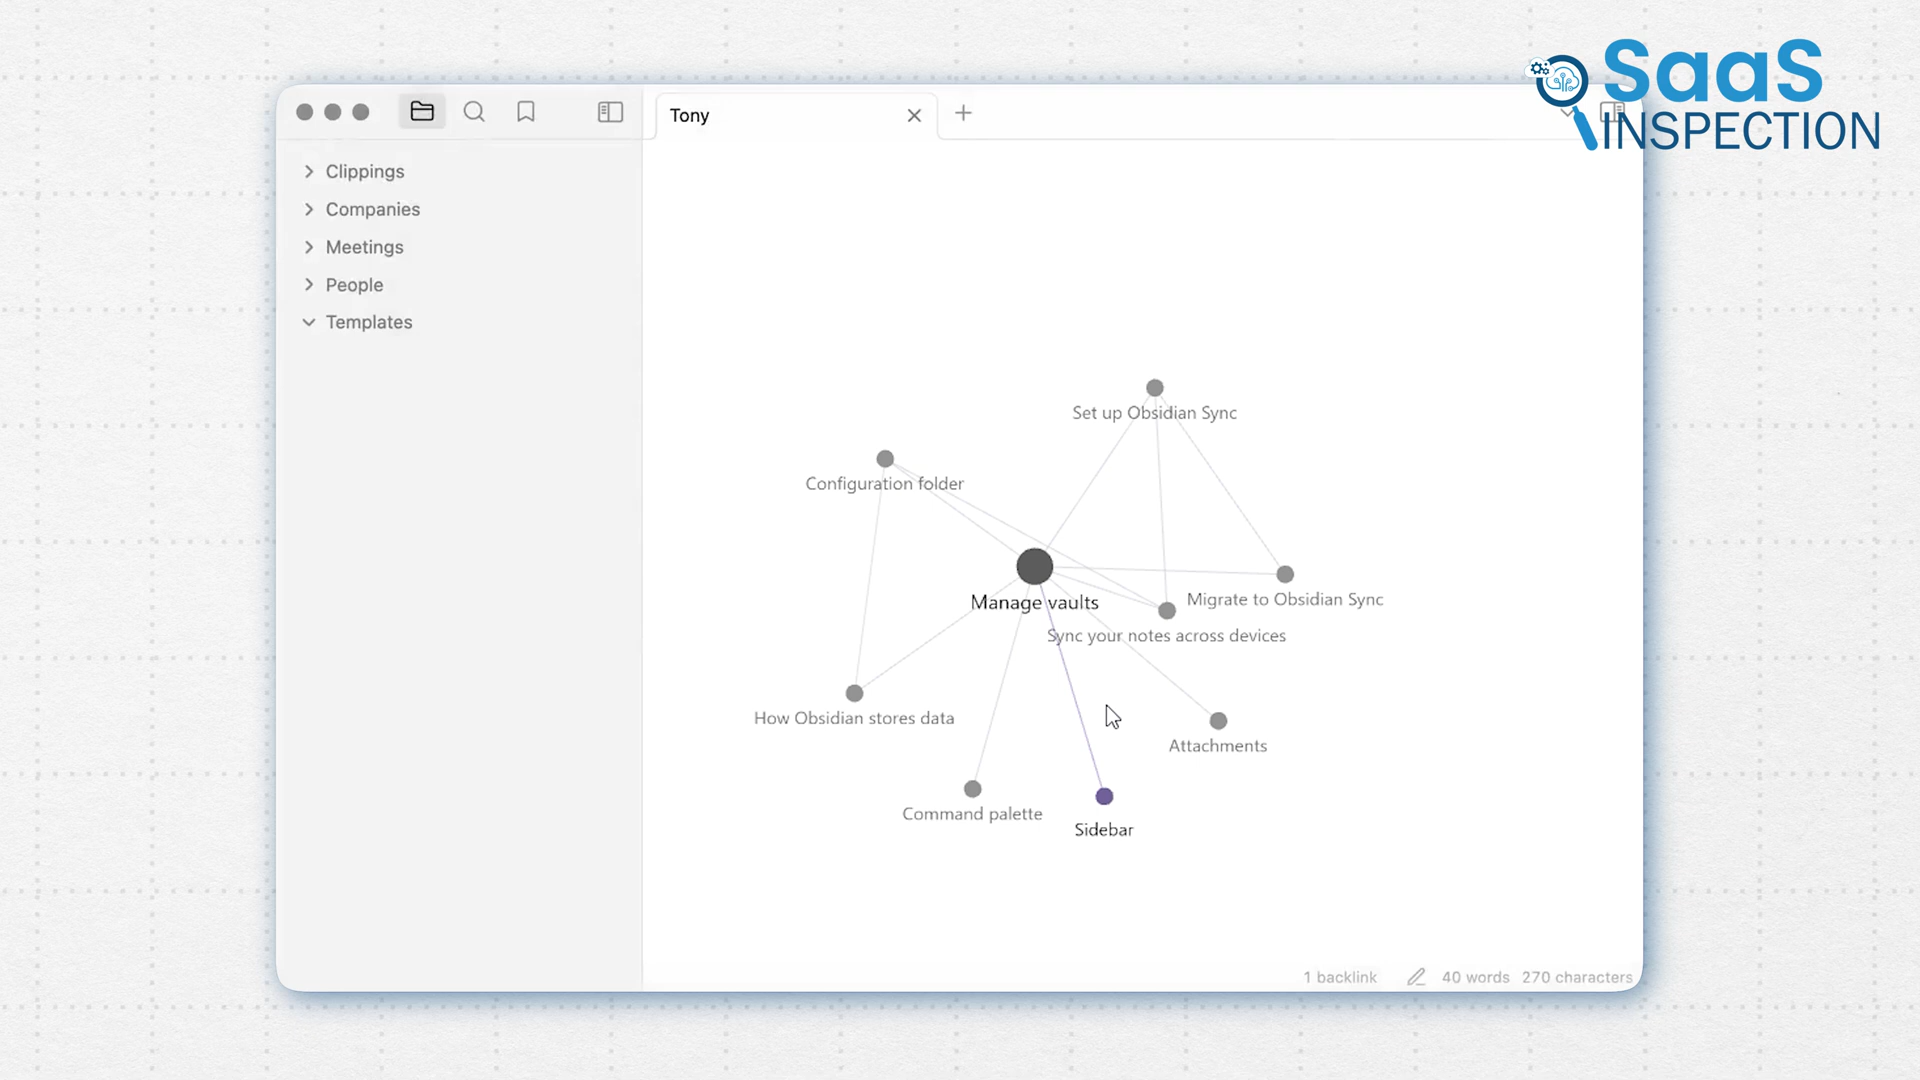 SaaS
INSPECTION
Tony
Clippings
Companies
Meetings
People
Templates
Set up Obsidian Sync
Configuration folder
Manage vaults
Migrate to Obsidian Sync
Sync your notes across devices
How Obsidian stores data
Attachments
Command palette
Sidebar
1 backlink
40 words
270 characters